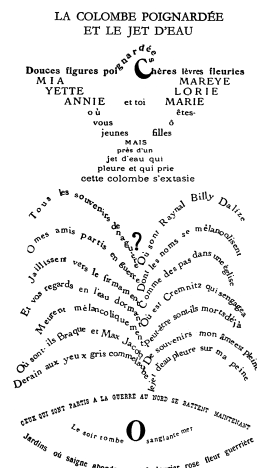 LA COLOMBE POIGNARDÉE
ET LE JET D'EAU
Douces figures poignardées Chères lèvres fleuries
MIA MAREYE
YETTE LORIE
ANNIE et toi MARIE
où êtes-
vous ô
jeunes filles
MAIS
près d'un
jet d'eau qui
pleure et qui prie
cette colombe s'extasie
Tous les souvenirs de naguère
O mes amis partis en guerre
Jaillissent vers le firmament
Et vos regards en l'eau dormant
Meurent mélancoliquement
Où sont-ils Braque et Max Jacob
Derain aux yeux gris comme l'aube
?
Où sont Raynal Billy Dalize
Dont les noms se mélancolisent
Comme des pas dans une église
Où est Cremnitz qui s'engagea
Peut-être sont-ils morts déjà
De souvenirs mon âme est pleine
Le jet d'eau pleure sur ma peine
CEUX QUI SONT PARTIS A LA GUERRE AU NORD SE BATTENT MAINTENANT
Le soir tombe O sanglante mer
Jardins où saigne rose fleur guerrière